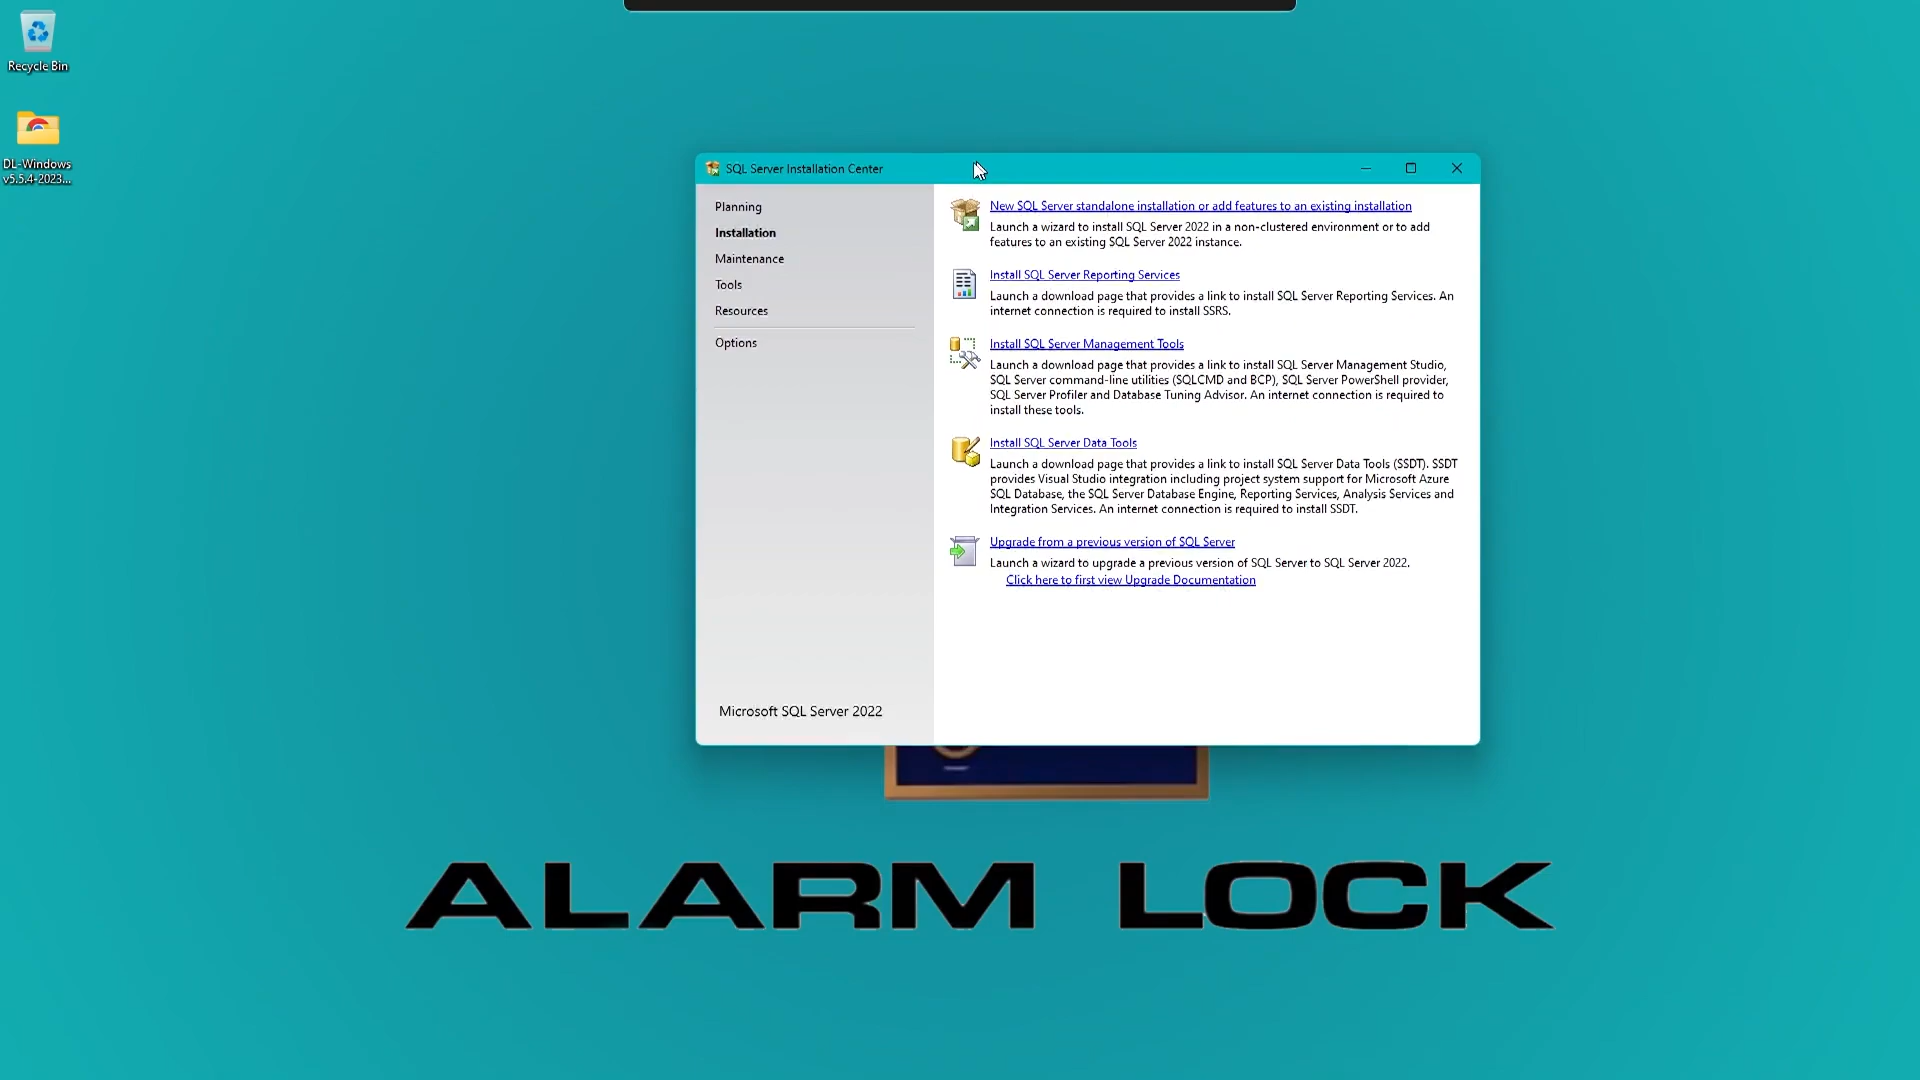 Recycle Bin
DL-Windows
v5.5.4-2023...
SQL Server Installation Center
Planning
Installation
Maintenance
Tools
Resources
Options
Microsoft SQL Server 2022
New SQL Server standalone installation or add features to an existing installation
Launch a wizard to install SQL Server 2022 in a non-clustered environment or to add
features to an existing SQL Server 2022 instance.
Install SQL Server Reporting Services
Launch a download page that provides a link to install SQL Server Reporting Services. An
internet connection is required to install SSRS.
Install SQL Server Management Tools
Launch a download page that provides a link to install SQL Server Management Studio,
SQL Server command-line utilities (SQLCMD and BCP), SQL Server PowerShell provider,
SQL Server Profiler and Database Tuning Advisor. An internet connection is required to
install these tools.
Install SQL Server Data Tools
Launch a download page that provides a link to install SQL Server Data Tools (SSDT). SSDT
provides Visual Studio integration including project system support for Microsoft Azure
SQL Database, the SQL Server Database Engine, Reporting Services, Analysis Services and
Integration Services. An internet connection is required to install SSDT.
Upgrade from a previous version of SQL Server
Launch a wizard to upgrade a previous version of SQL Server to SQL Server 2022.
Click here to first view Upgrade Documentation
ALARM LOCK